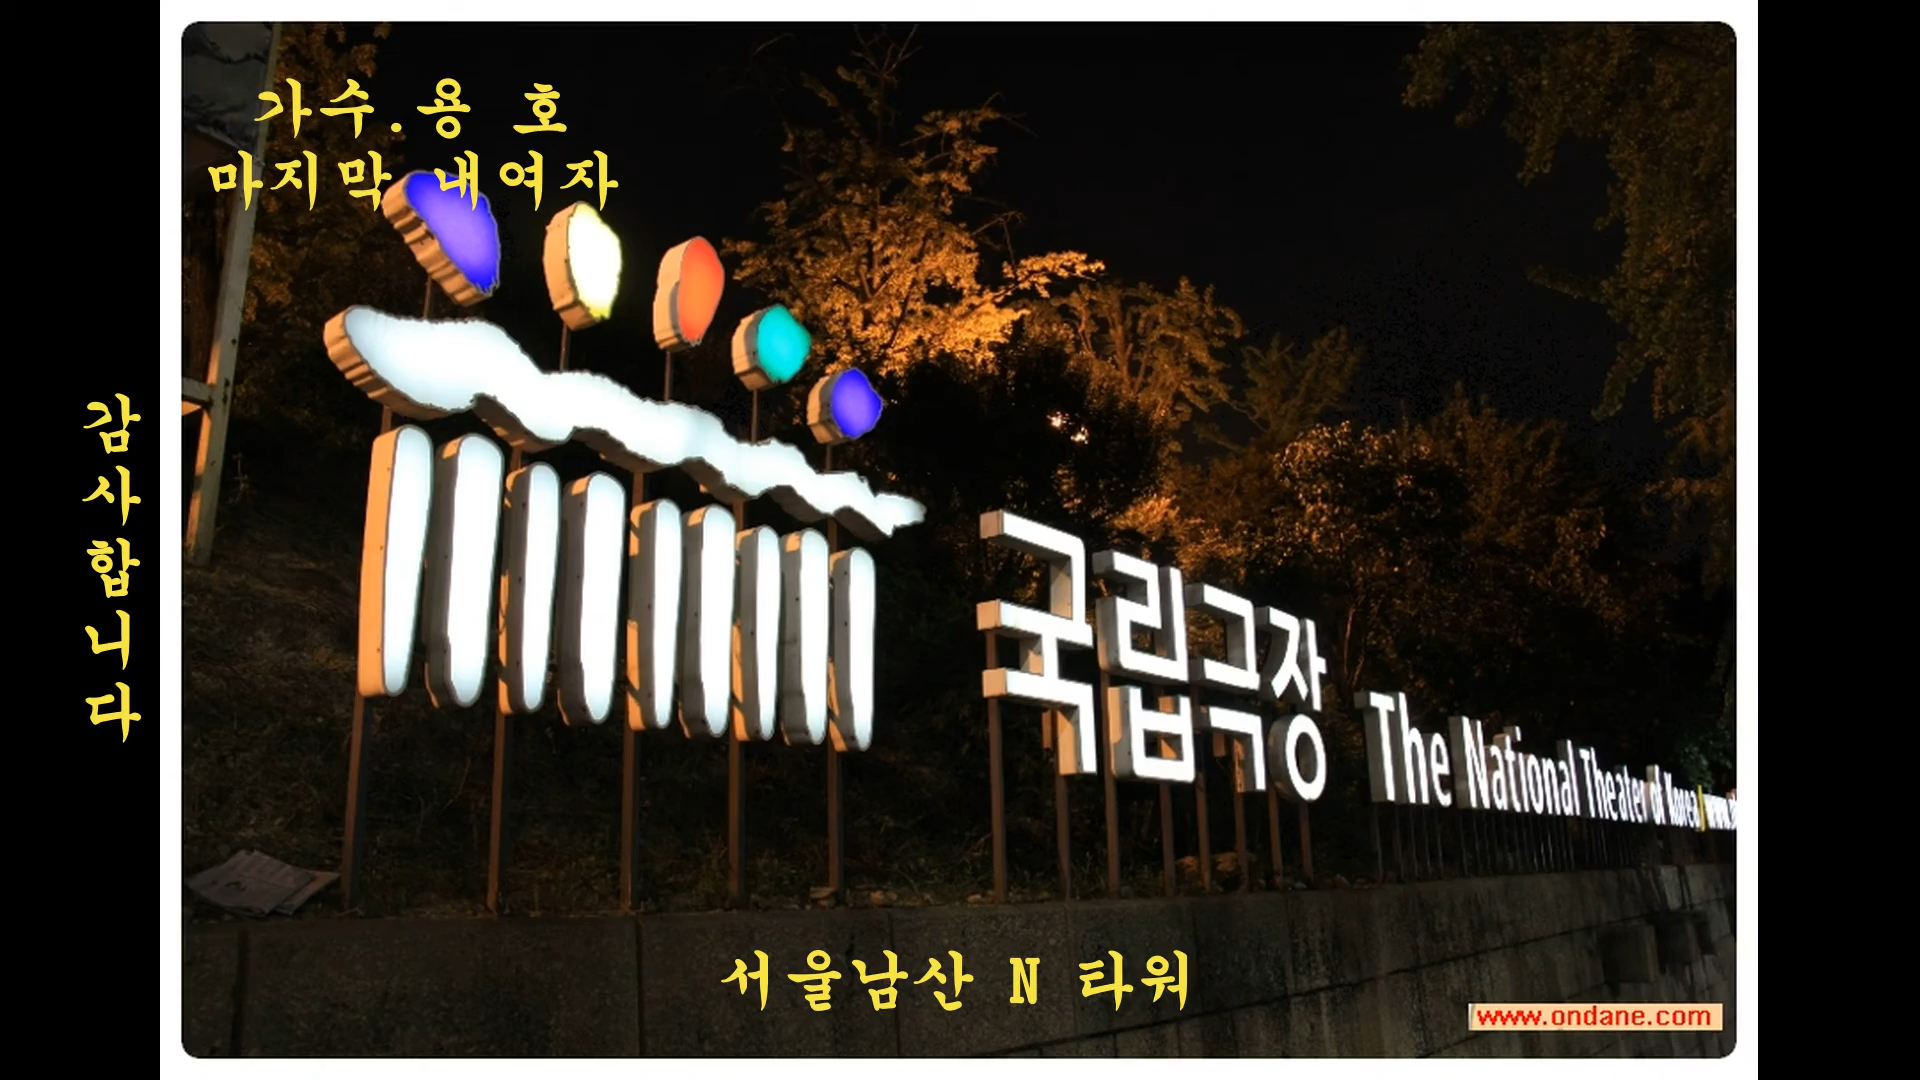 가수.용 호
마지막 내여자
감사합니다
국립극장
The National Theater of Korea
서울남산 N 타워
www.ondane.com